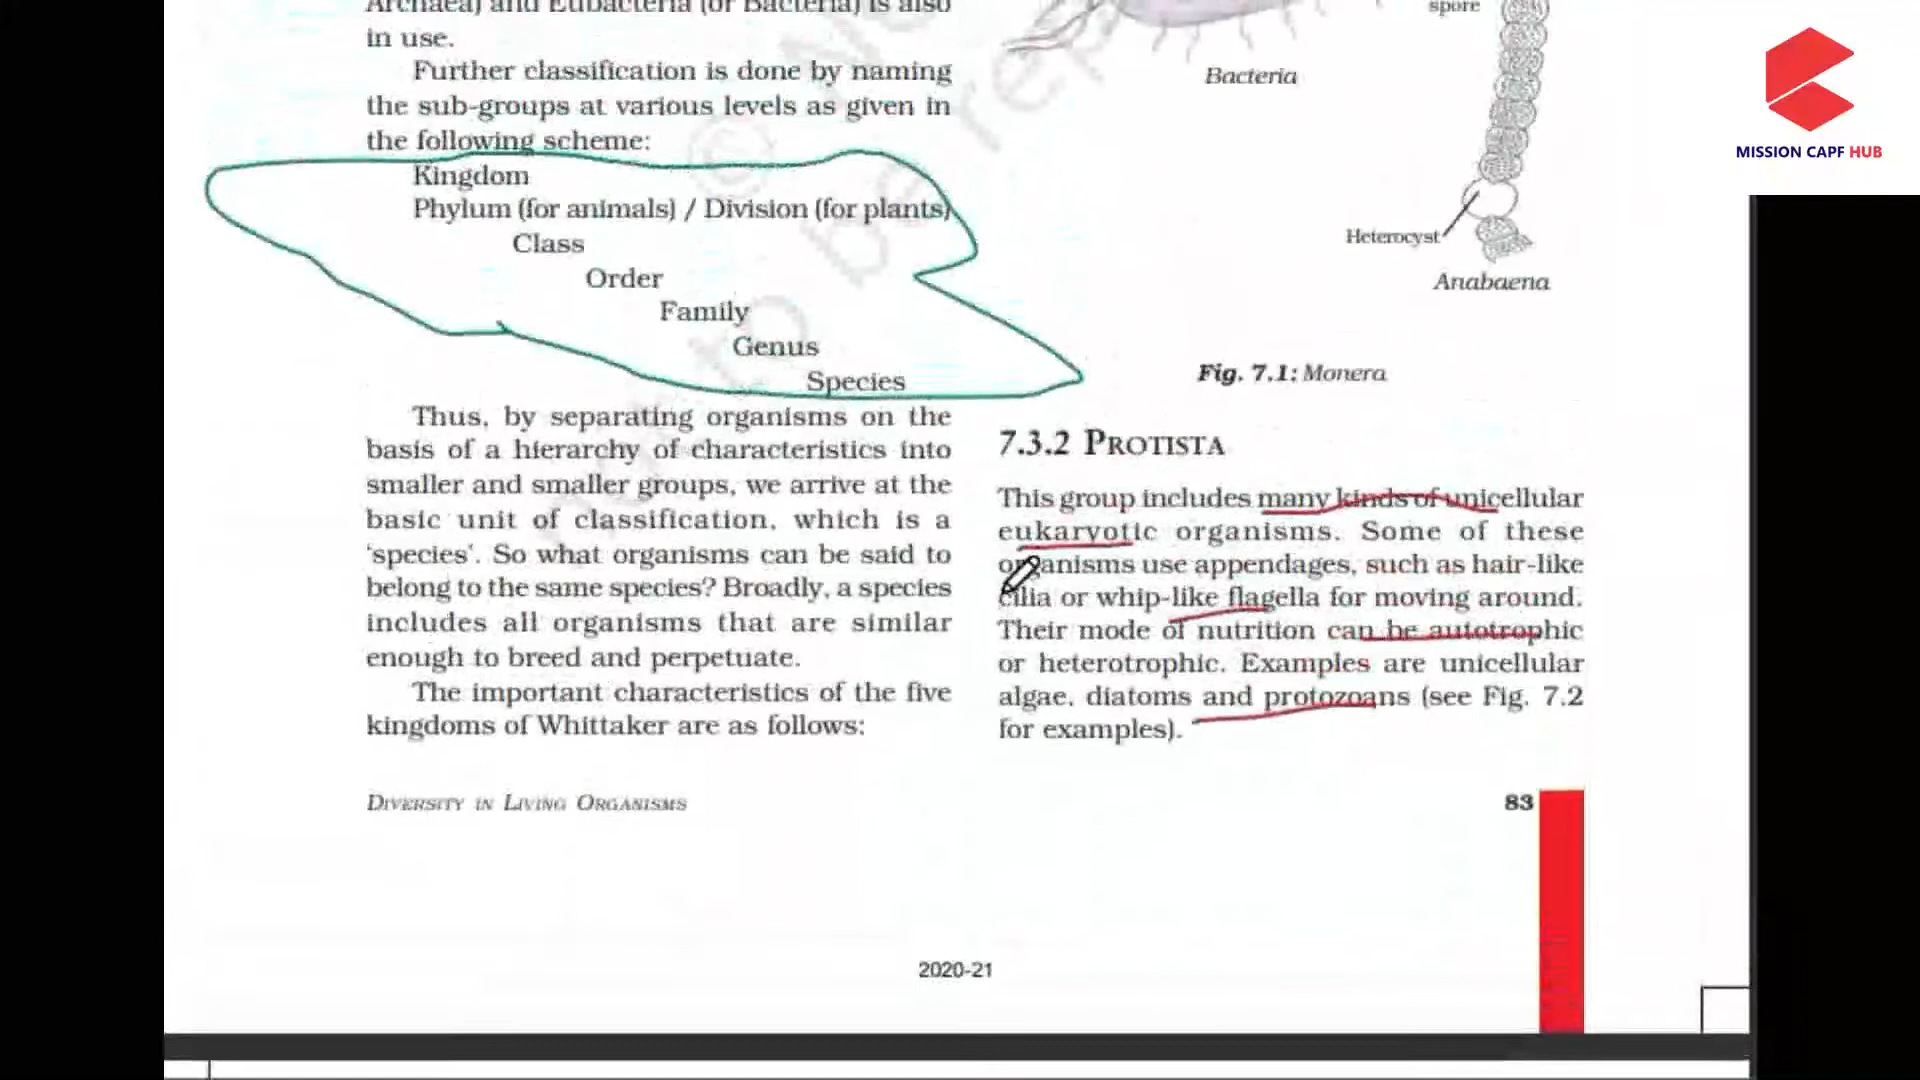 Archaea) and Eubacteria (or Bacteria) is also
in use.
Further classification is done by naming
the sub-groups at various levels as given in
the following scheme:
Kingdom
Phylum (for animals) / Division (for plants)
Class
Order
Family
Genus
Species
Thus, by separating organisms on the
basis of a hierarchy of characteristics into
smaller and smaller groups, we arrive at the
basic unit of classification, which is a
‘species’. So what organisms can be said to
belong to the same species? Broadly, a species
includes all organisms that are similar
enough to breed and perpetuate.
The important characteristics of the five
kingdoms of Whittaker are as follows:
DIVERSITY IN LIVING ORGANISMS
spore
Bacteria
Heterocyst
Anabaena
Fig. 7.1: Monera
7.3.2 PROTISTA
This group includes many kinds of unicellular
eukaryotic organisms. Some of these
organisms use appendages, such as hair-like
cilia or whip-like flagella for moving around.
Their mode of nutrition can be autotrophic
or heterotrophic. Examples are unicellular
algae, diatoms and protozoans (see Fig. 7.2
for examples).
83
2020-21
MISSION CAPF HUB